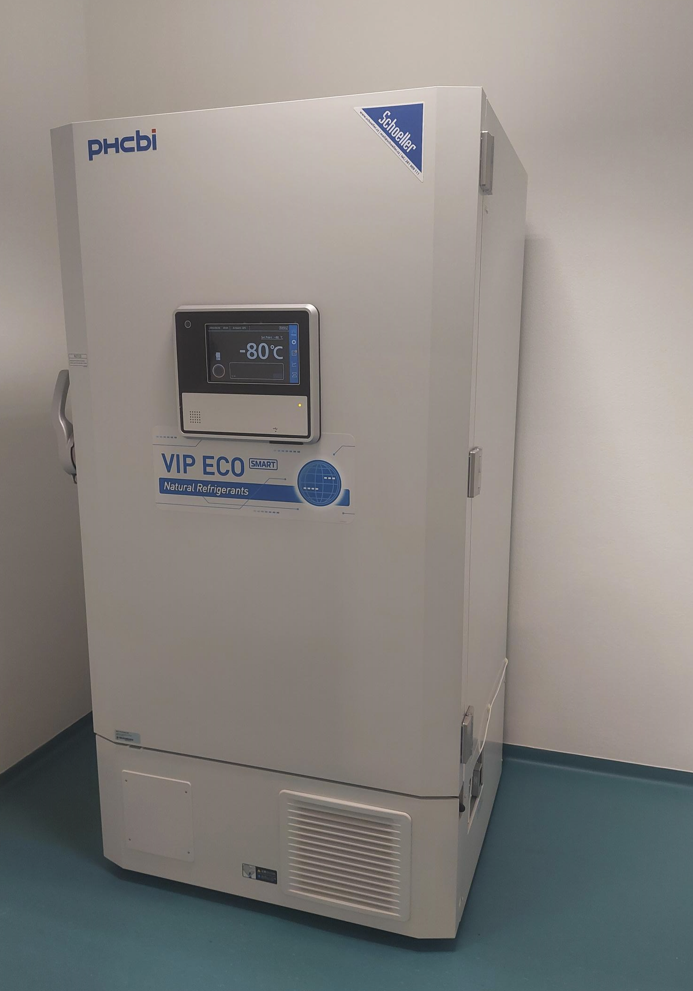 PHCbi
Schoeller
-80°C
VIP ECO SMART
Natural Refrigerants